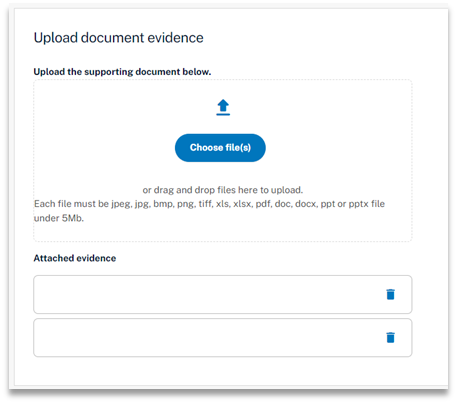 Upload document evidence
Upload the supporting document below.
Choose file(s)
or drag and drop files here to upload.
Each file must be jpeg, jpg, bmp, png, tiff, xls, xlsx, pdf, doc, docx, ppt or pptx file
under 5Mb.
Attached evidence